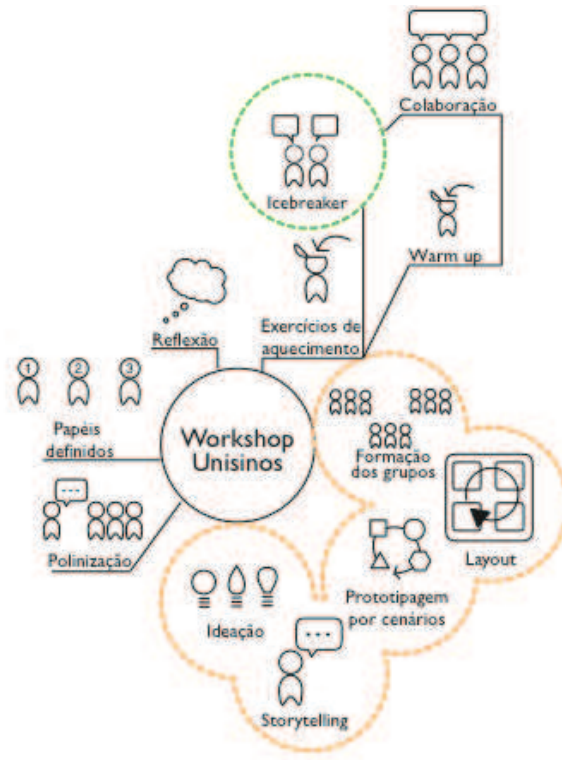 Colaboração
Icebreaker
Warm up
Reflexão
Exercícios de
aquecimento
1
2
3
Papéis
definidos
Workshop
Unisinos
Formação
dos grupos
...
Polinização
Layout
Ideação
Prototipagem
por cenários
...
Storytelling